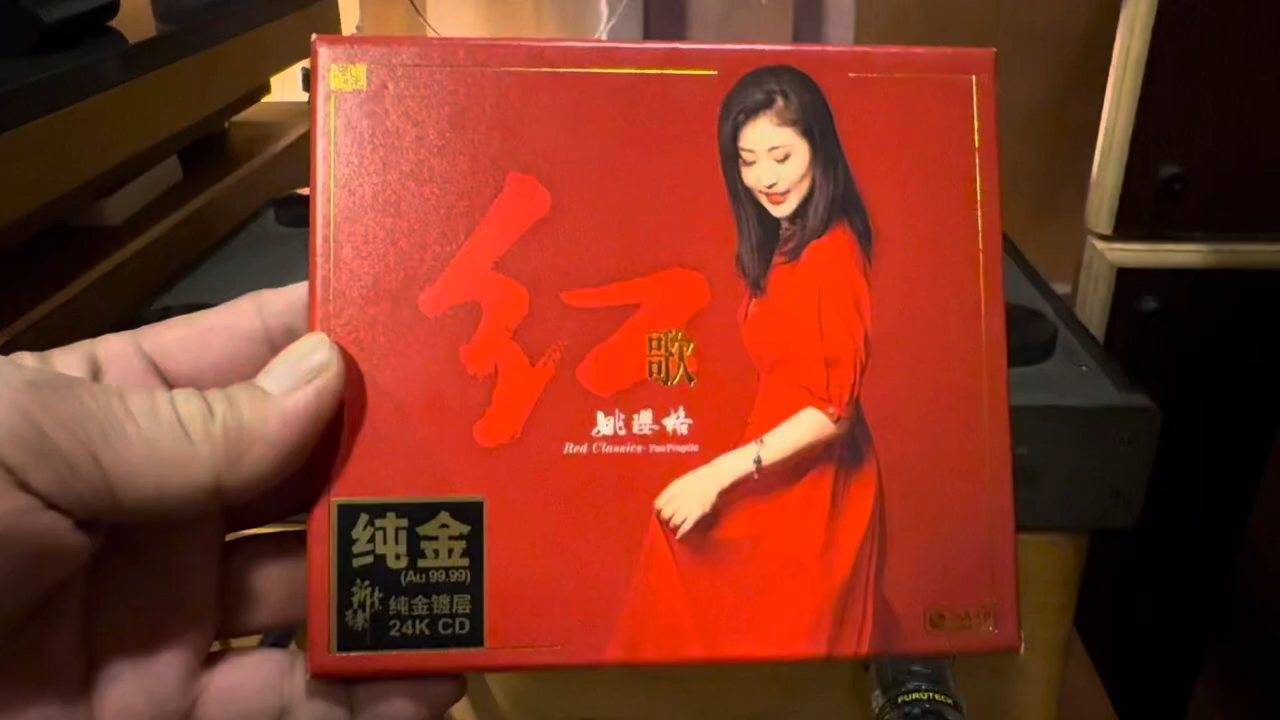 红
歌
姚璎格
Red Classics · YaoYingGe
纯金
(Au 99.99)
纯金镀层
24K CD
FURUTECH